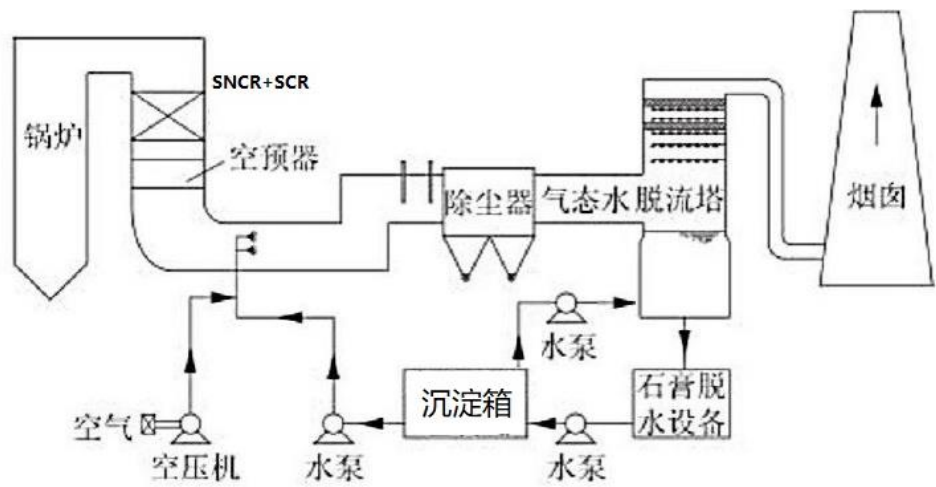 SNCR+SCR
锅炉
空预器
除尘器
气态水
脱流塔
烟囱
水泵
沉淀箱
石膏脱
水设备
空气
空压机
水泵
水泵